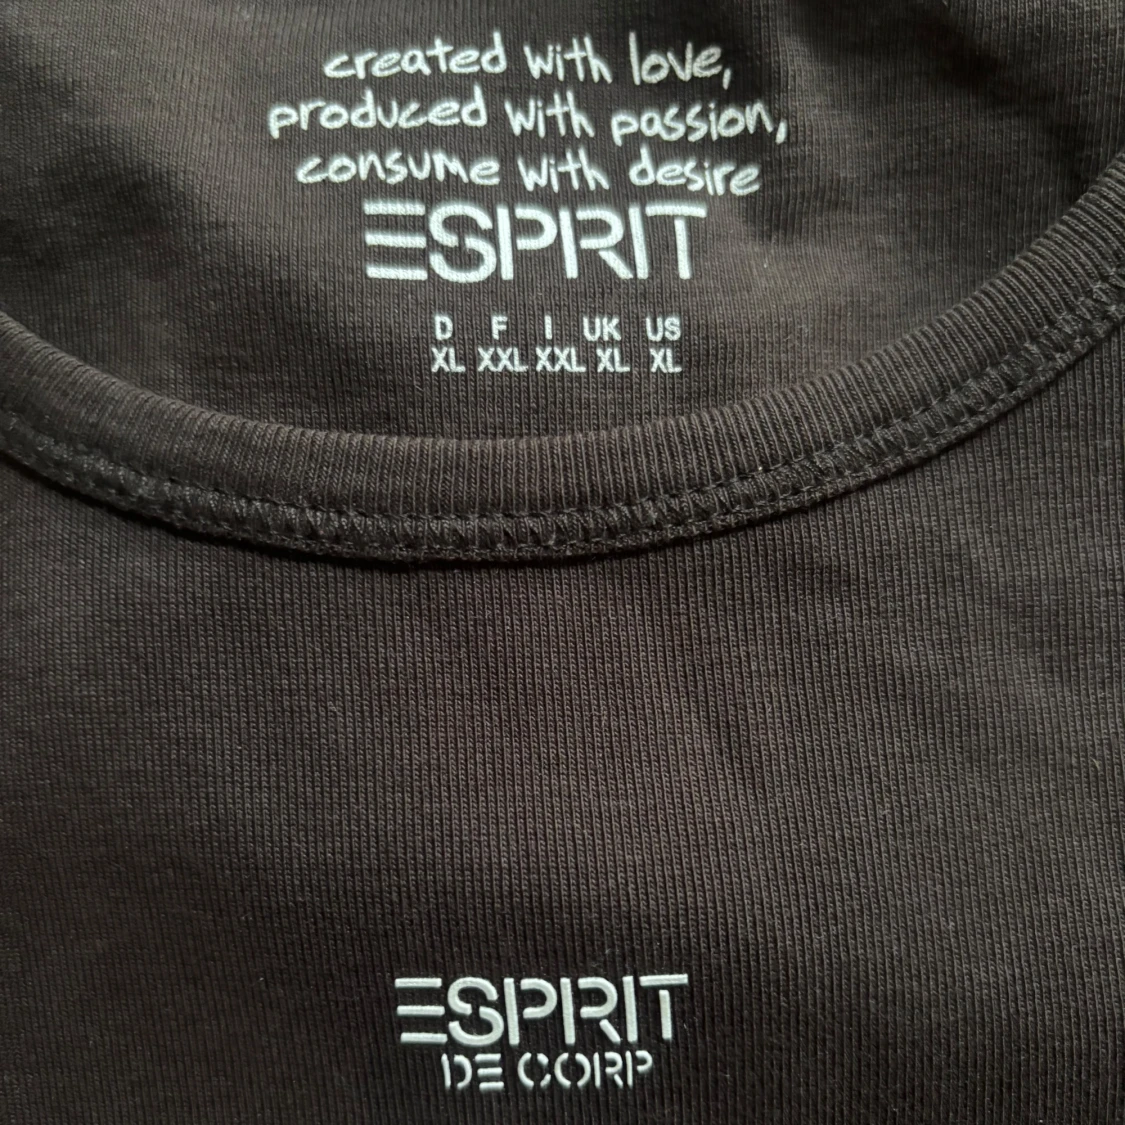 created with love,
produced with passion,
consume with desire
ESPRIT
D F I UK US
XL XXL XXL XL XL
ESPRIT
DE CORP